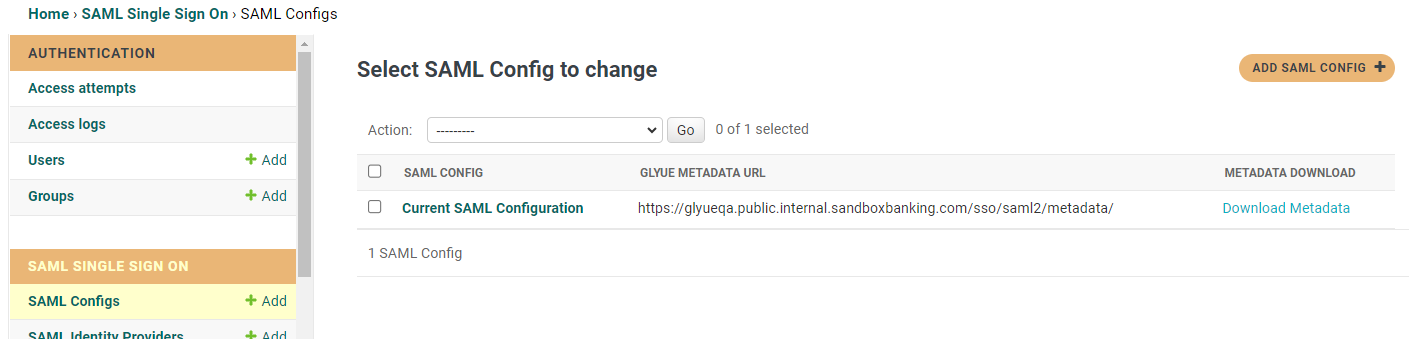 Home › SAML Single Sign On › SAML Configs
AUTHENTICATION
Access attempts
Access logs
Users + Add
Groups + Add
SAML SINGLE SIGN ON
SAML Configs + Add
SAML Identity Providers + Add
Select SAML Config to change
ADD SAML CONFIG +
Action: --------- Go 0 of 1 selected
SAML CONFIG GLYUE METADATA URL METADATA DOWNLOAD
Current SAML Configuration https://glyueqa.public.internal.sandboxbanking.com/sso/saml2/metadata/ Download Metadata
1 SAML Config